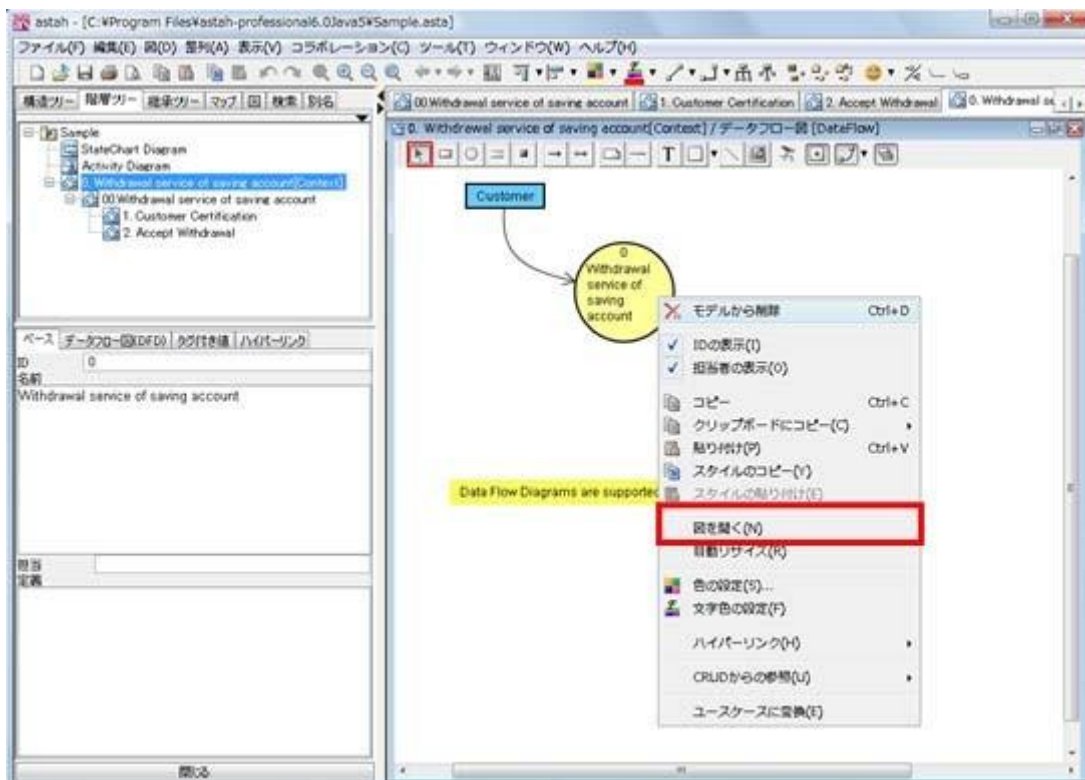 astah - [C:¥Program Files¥astah-professional6.0Java5¥Sample.asta]
ファイル(F) 編集(E) 図(D) 整列(A) 表示(V) コラボレーション(C) ツール(T) ウィンドウ(W) ヘルプ(H)
構造ツリー 階層ツリー 継承ツリー マップ 図 検索 別名
Sample
StateChart Diagram
Activity Diagram
0. Withdrawal service of saving account[Context]
00.Withdrawal service of saving account
1. Customer Certification
2. Accept Withdrawal
ベース データフロー図(DFD) タグ付き値 ハイパーリンク
ID 0
名前
Withdrawal service of saving account
担当
定義
閉じる
00.Withdrawal service of saving account 1. Customer Certification 2. Accept Withdrawal 0. Withdrawal se
0. Withdrawal service of saving account[Context] / データフロー図 [DataFlow]
T
Customer
0
Withdrawal
service of
saving
account
Data Flow Diagrams are supported
モデルから削除 Ctrl+D
IDの表示(I)
担当者の表示(O)
コピー Ctrl+C
クリップボードにコピー(C)
貼り付け(P) Ctrl+V
スタイルのコピー(Y)
スタイルの貼り付け(E)
図を開く(N)
自動リサイズ(R)
色の設定(S)...
文字色の設定(F)
ハイパーリンク(H)
CRUDからの参照(U)
ユースケースに変換(E)